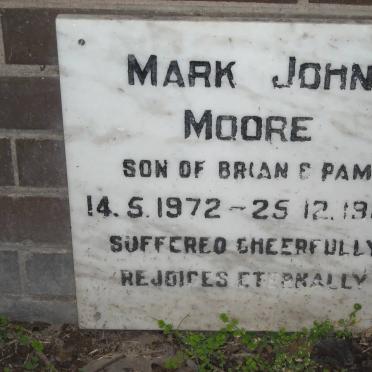 MARK JOHN
MOORE
SON OF BRIAN & PAM
14.5.1972 - 25.12.19
SUFFERED CHEERFULLY
REJOICES ETERNALLY